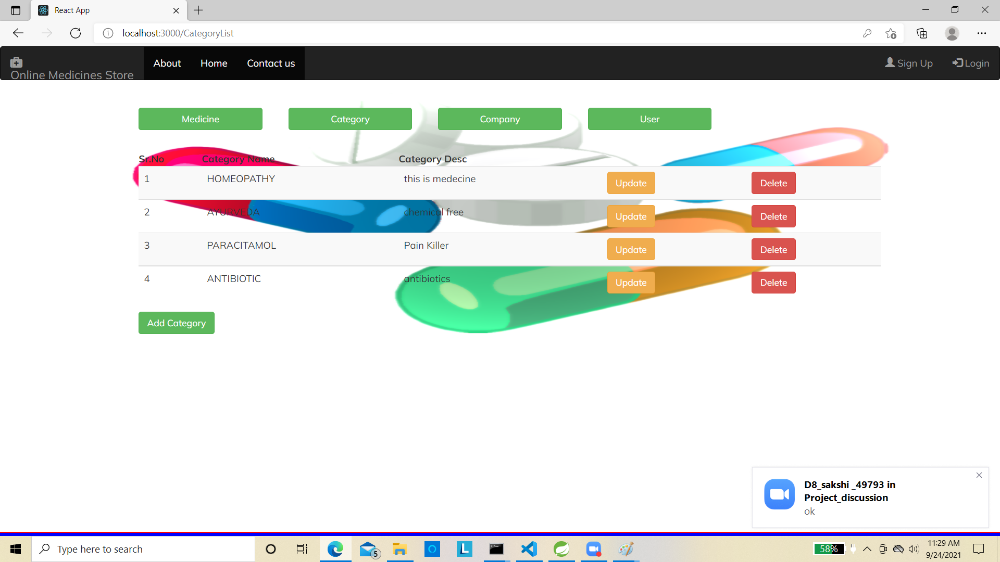 React App
localhost:3000/CategoryList
Online Medicines Store
About Home Contact us
Sign Up Login
Medicine Category Company User
Sr.No Category Name Category Desc
1 HOMEOPATHY this is medecine Update Delete
2 AYURVEDA chemical free Update Delete
3 PARACITAMOL Pain Killer Update Delete
4 ANTIBIOTIC antibiotics Update Delete
Add Category
D8_sakshi _49793 in
Project_discussion
ok
Type here to search
5
L
58%
11:29 AM
9/24/2021